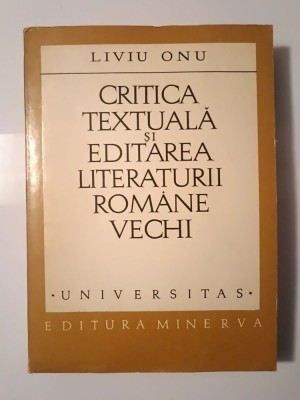 LIVIU ONU
CRITICA
TEXTUALĂ
ȘI
EDITAREA
LITERATURII
ROMÂNE
VECHI
• UNIVERSITAS •
EDITURA MINERVA